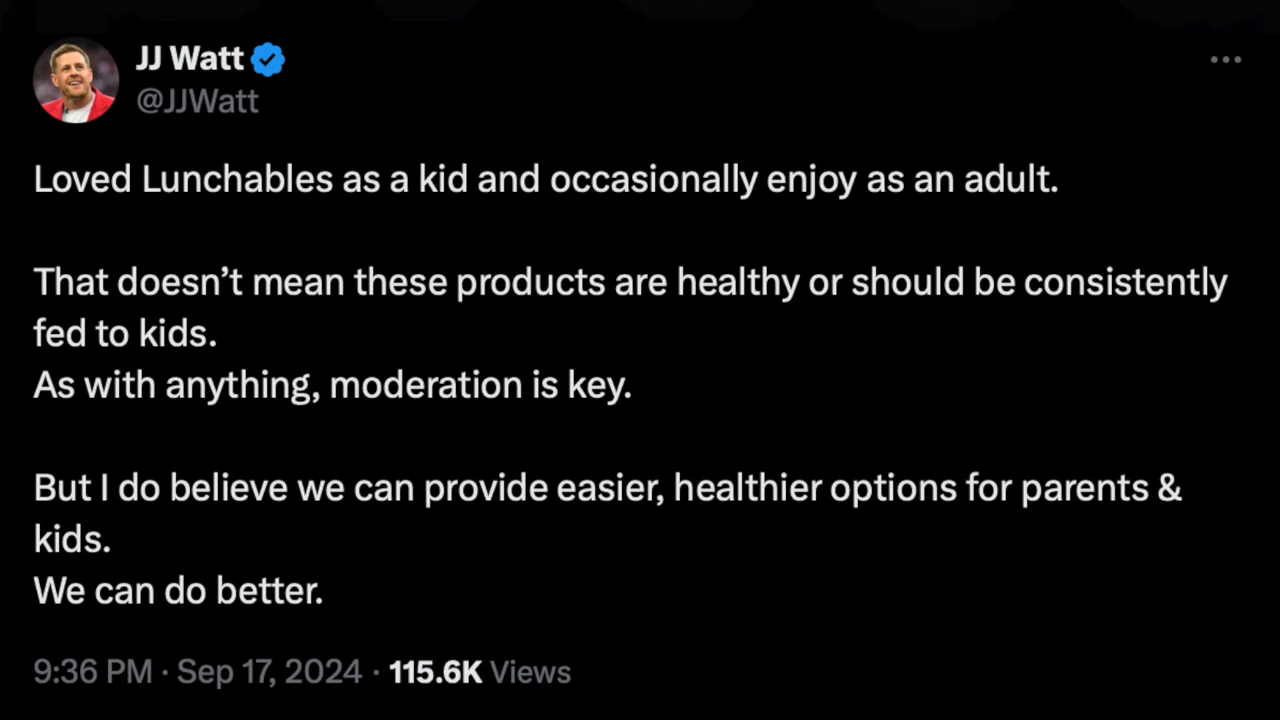 JJ Watt
@JJWatt
Loved Lunchables as a kid and occasionally enjoy as an adult.
That doesn’t mean these products are healthy or should be consistently
fed to kids.
As with anything, moderation is key.
But I do believe we can provide easier, healthier options for parents &
kids.
We can do better.
9:36 PM · Sep 17, 2024 · 115.6K Views